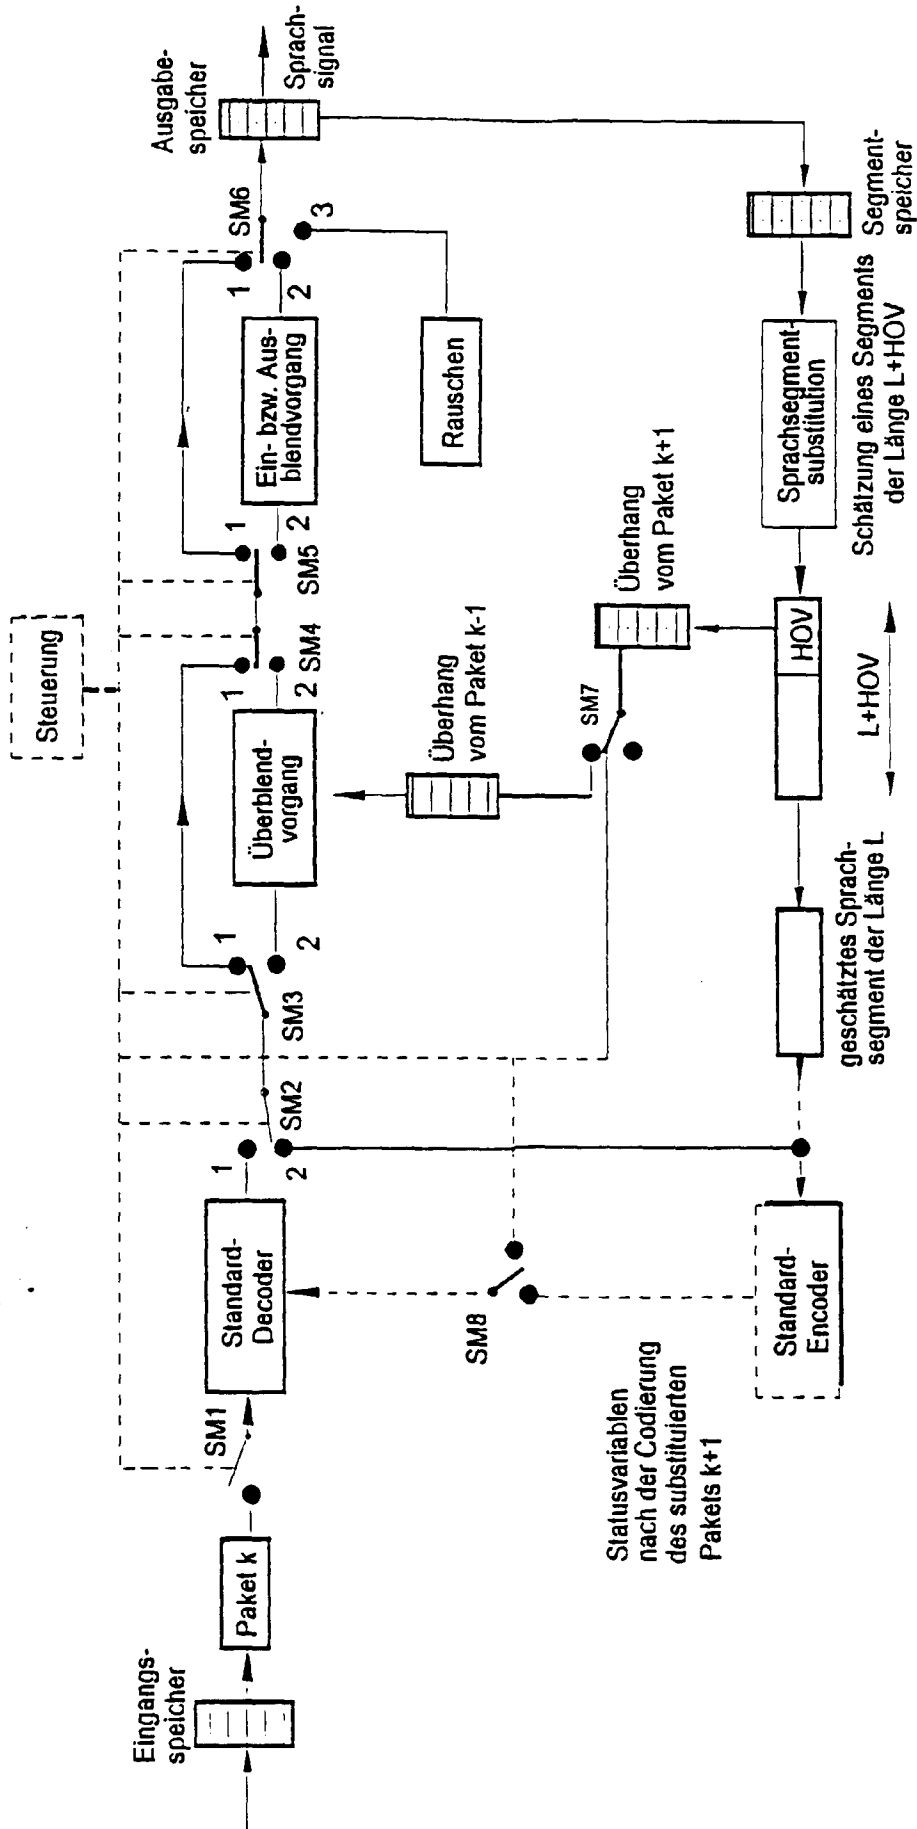 Eingangs-
speicher
Paket k
SM1
Standard-
Decoder
1
2
SM2
SM3
1
2
Überblend-
vorgang
1
2
SM4
SM5
1
2
Ein- bzw. Aus-
blendvorgang
1
2
3
SM6
Ausgabe-
speicher
Sprach-
signal
Steuerung
Rauschen
Überhang
vom Paket k-1
SM7
Überhang
vom Paket k+1
SM8
Statusvariablen
nach der Codierung
des substituierten
Pakets k+1
Standard-
Encoder
geschätztes Sprach-
segment der Länge L
HOV
L+HOV
Sprachsegment-
substitution
Schätzung eines Segments
der Länge L+HOV
Segment-
speicher